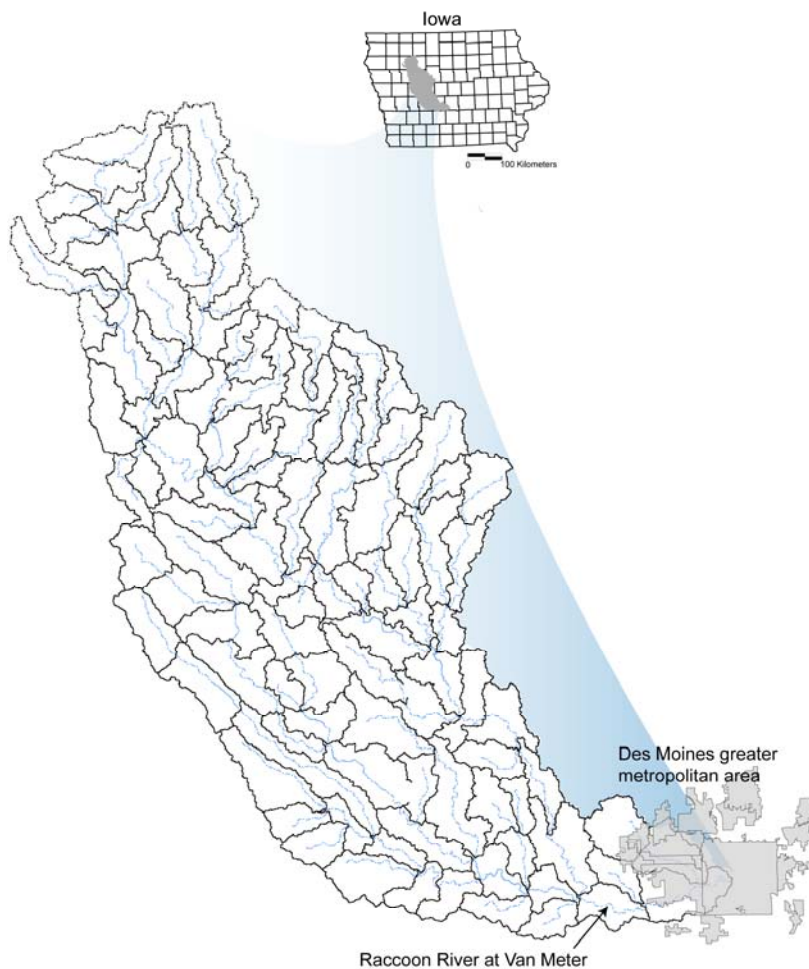 Iowa
0 100 Kilometers
Des Moines greater
metropolitan area
Raccoon River at Van Meter